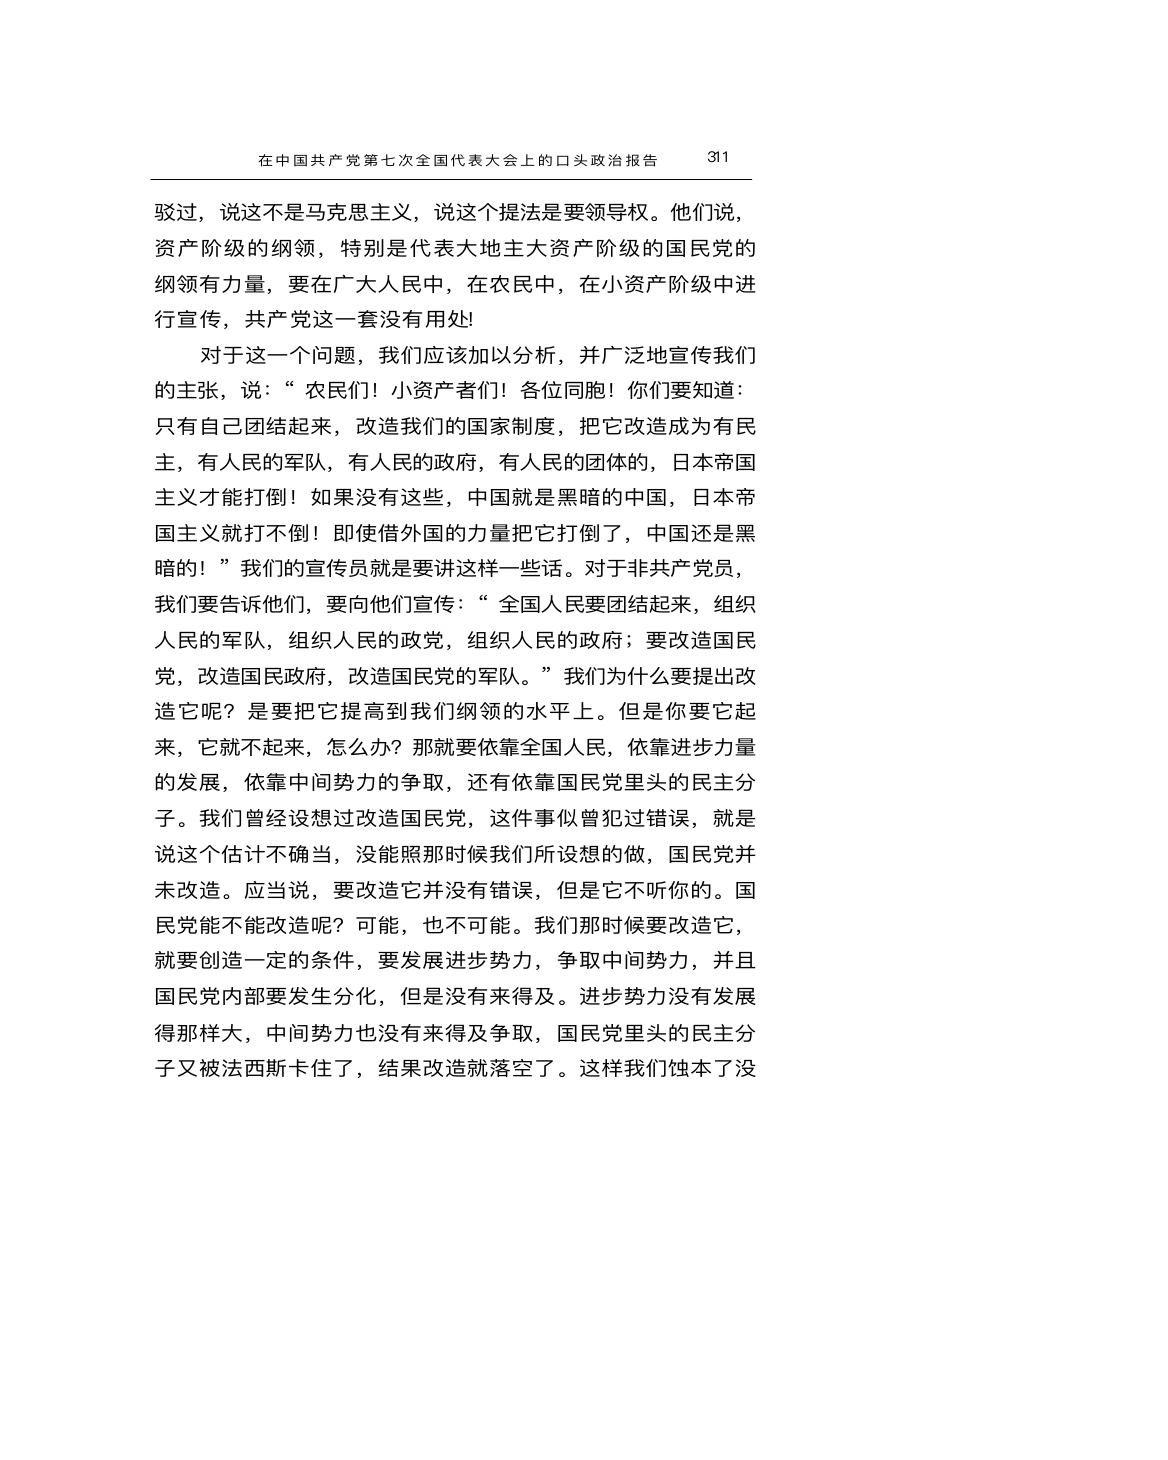 在中国共产党第七次全国代表大会上的口头政治报告 311
驳过，说这不是马克思主义，说这个提法是要领导权。他们说，
资产阶级的纲领，特别是代表大地主大资产阶级的国民党的
纲领有力量，要在广大人民中，在农民中，在小资产阶级中进
行宣传，共产党这一套没有用处!
对于这一个问题，我们应该加以分析，并广泛地宣传我们
的主张，说：“农民们！小资产者们！各位同胞！你们要知道：
只有自己团结起来，改造我们的国家制度，把它改造成为有民
主，有人民的军队，有人民的政府，有人民的团体的，日本帝国
主义才能打倒！如果没有这些，中国就是黑暗的中国，日本帝
国主义就打不倒！即使借外国的力量把它打倒了，中国还是黑
暗的！”我们的宣传员就是要讲这样一些话。对于非共产党员，
我们要告诉他们，要向他们宣传：“全国人民要团结起来，组织
人民的军队，组织人民的政党，组织人民的政府；要改造国民
党，改造国民政府，改造国民党的军队。”我们为什么要提出改
造它呢？是要把它提高到我们纲领的水平上。但是你要它起
来，它就不起来，怎么办？那就要依靠全国人民，依靠进步力量
的发展，依靠中间势力的争取，还有依靠国民党里头的民主分
子。我们曾经设想过改造国民党，这件事似曾犯过错误，就是
说这个估计不确当，没能照那时候我们所设想的做，国民党并
未改造。应当说，要改造它并没有错误，但是它不听你的。国
民党能不能改造呢？可能，也不可能。我们那时候要改造它，
就要创造一定的条件，要发展进步势力，争取中间势力，并且
国民党内部要发生分化，但是没有来得及。进步势力没有发展
得那样大，中间势力也没有来得及争取，国民党里头的民主分
子又被法西斯卡住了，结果改造就落空了。这样我们蚀本了没